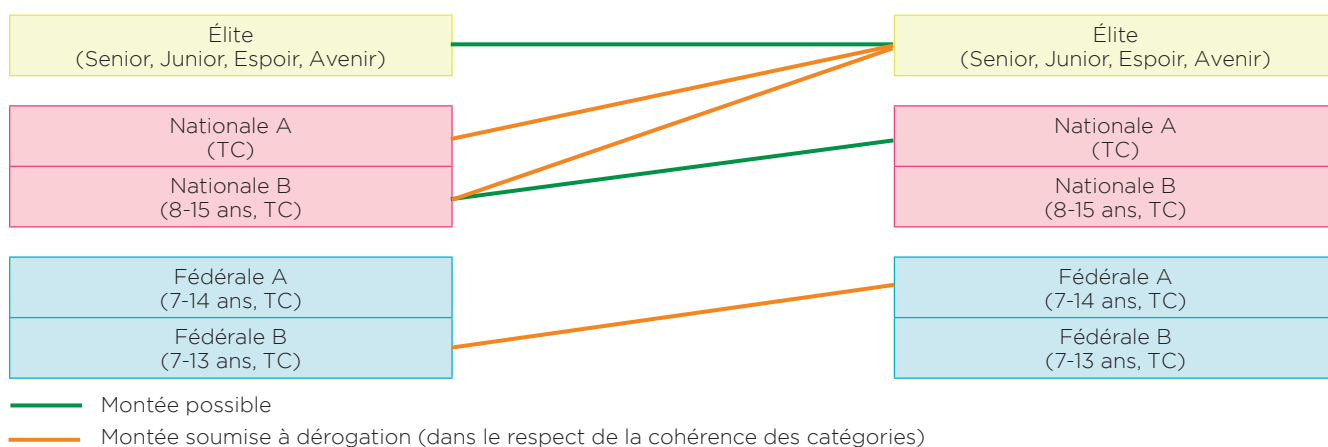 Élite
(Senior, Junior, Espoir, Avenir)
Élite
(Senior, Junior, Espoir, Avenir)
Nationale A
(TC)
Nationale A
(TC)
Nationale B
(8-15 ans, TC)
Nationale B
(8-15 ans, TC)
Fédérale A
(7-14 ans, TC)
Fédérale A
(7-14 ans, TC)
Fédérale B
(7-13 ans, TC)
Fédérale B
(7-13 ans, TC)
Montée possible
Montée soumise à dérogation (dans le respect de la cohérence des catégories)